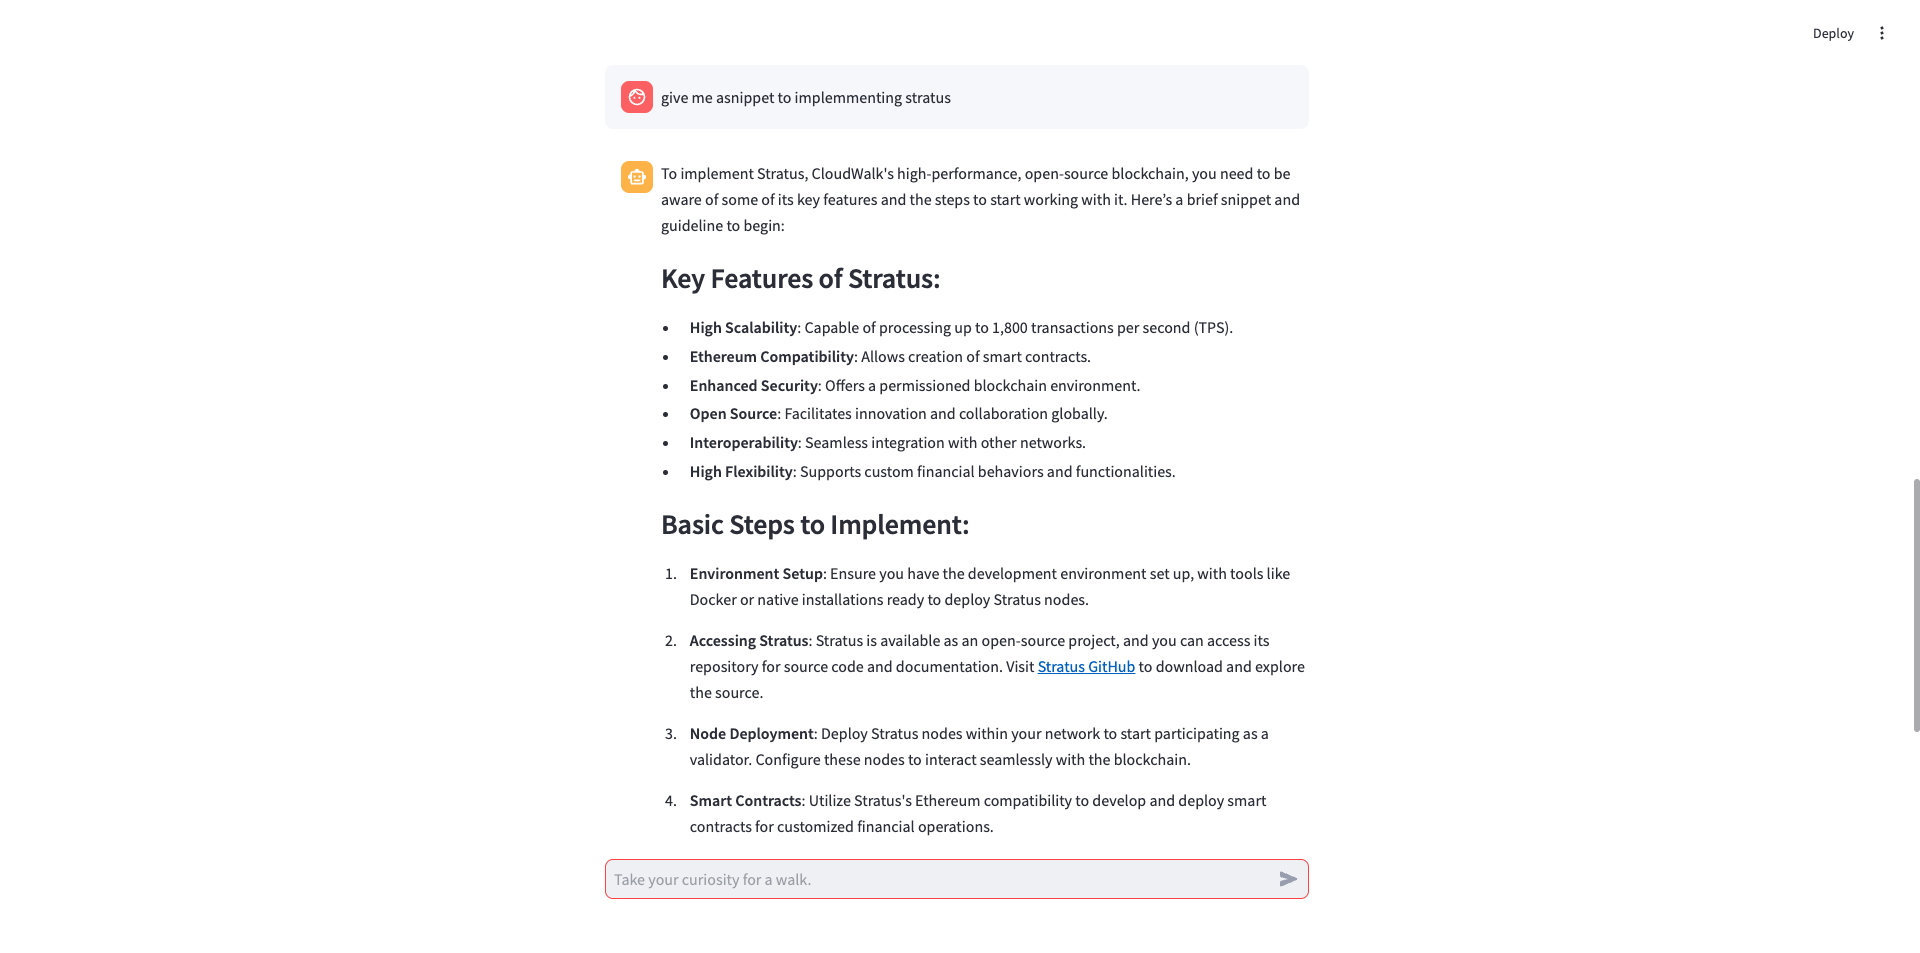 Deploy
give me asnippet to implemmenting stratus
To implement Stratus, CloudWalk's high-performance, open-source blockchain, you need to be
aware of some of its key features and the steps to start working with it. Here’s a brief snippet and
guideline to begin:
Key Features of Stratus:
• High Scalability: Capable of processing up to 1,800 transactions per second (TPS).
• Ethereum Compatibility: Allows creation of smart contracts.
• Enhanced Security: Offers a permissioned blockchain environment.
• Open Source: Facilitates innovation and collaboration globally.
• Interoperability: Seamless integration with other networks.
• High Flexibility: Supports custom financial behaviors and functionalities.
Basic Steps to Implement:
1. Environment Setup: Ensure you have the development environment set up, with tools like
Docker or native installations ready to deploy Stratus nodes.
2. Accessing Stratus: Stratus is available as an open-source project, and you can access its
repository for source code and documentation. Visit Stratus GitHub to download and explore
the source.
3. Node Deployment: Deploy Stratus nodes within your network to start participating as a
validator. Configure these nodes to interact seamlessly with the blockchain.
4. Smart Contracts: Utilize Stratus's Ethereum compatibility to develop and deploy smart
contracts for customized financial operations.
Take your curiosity for a walk.